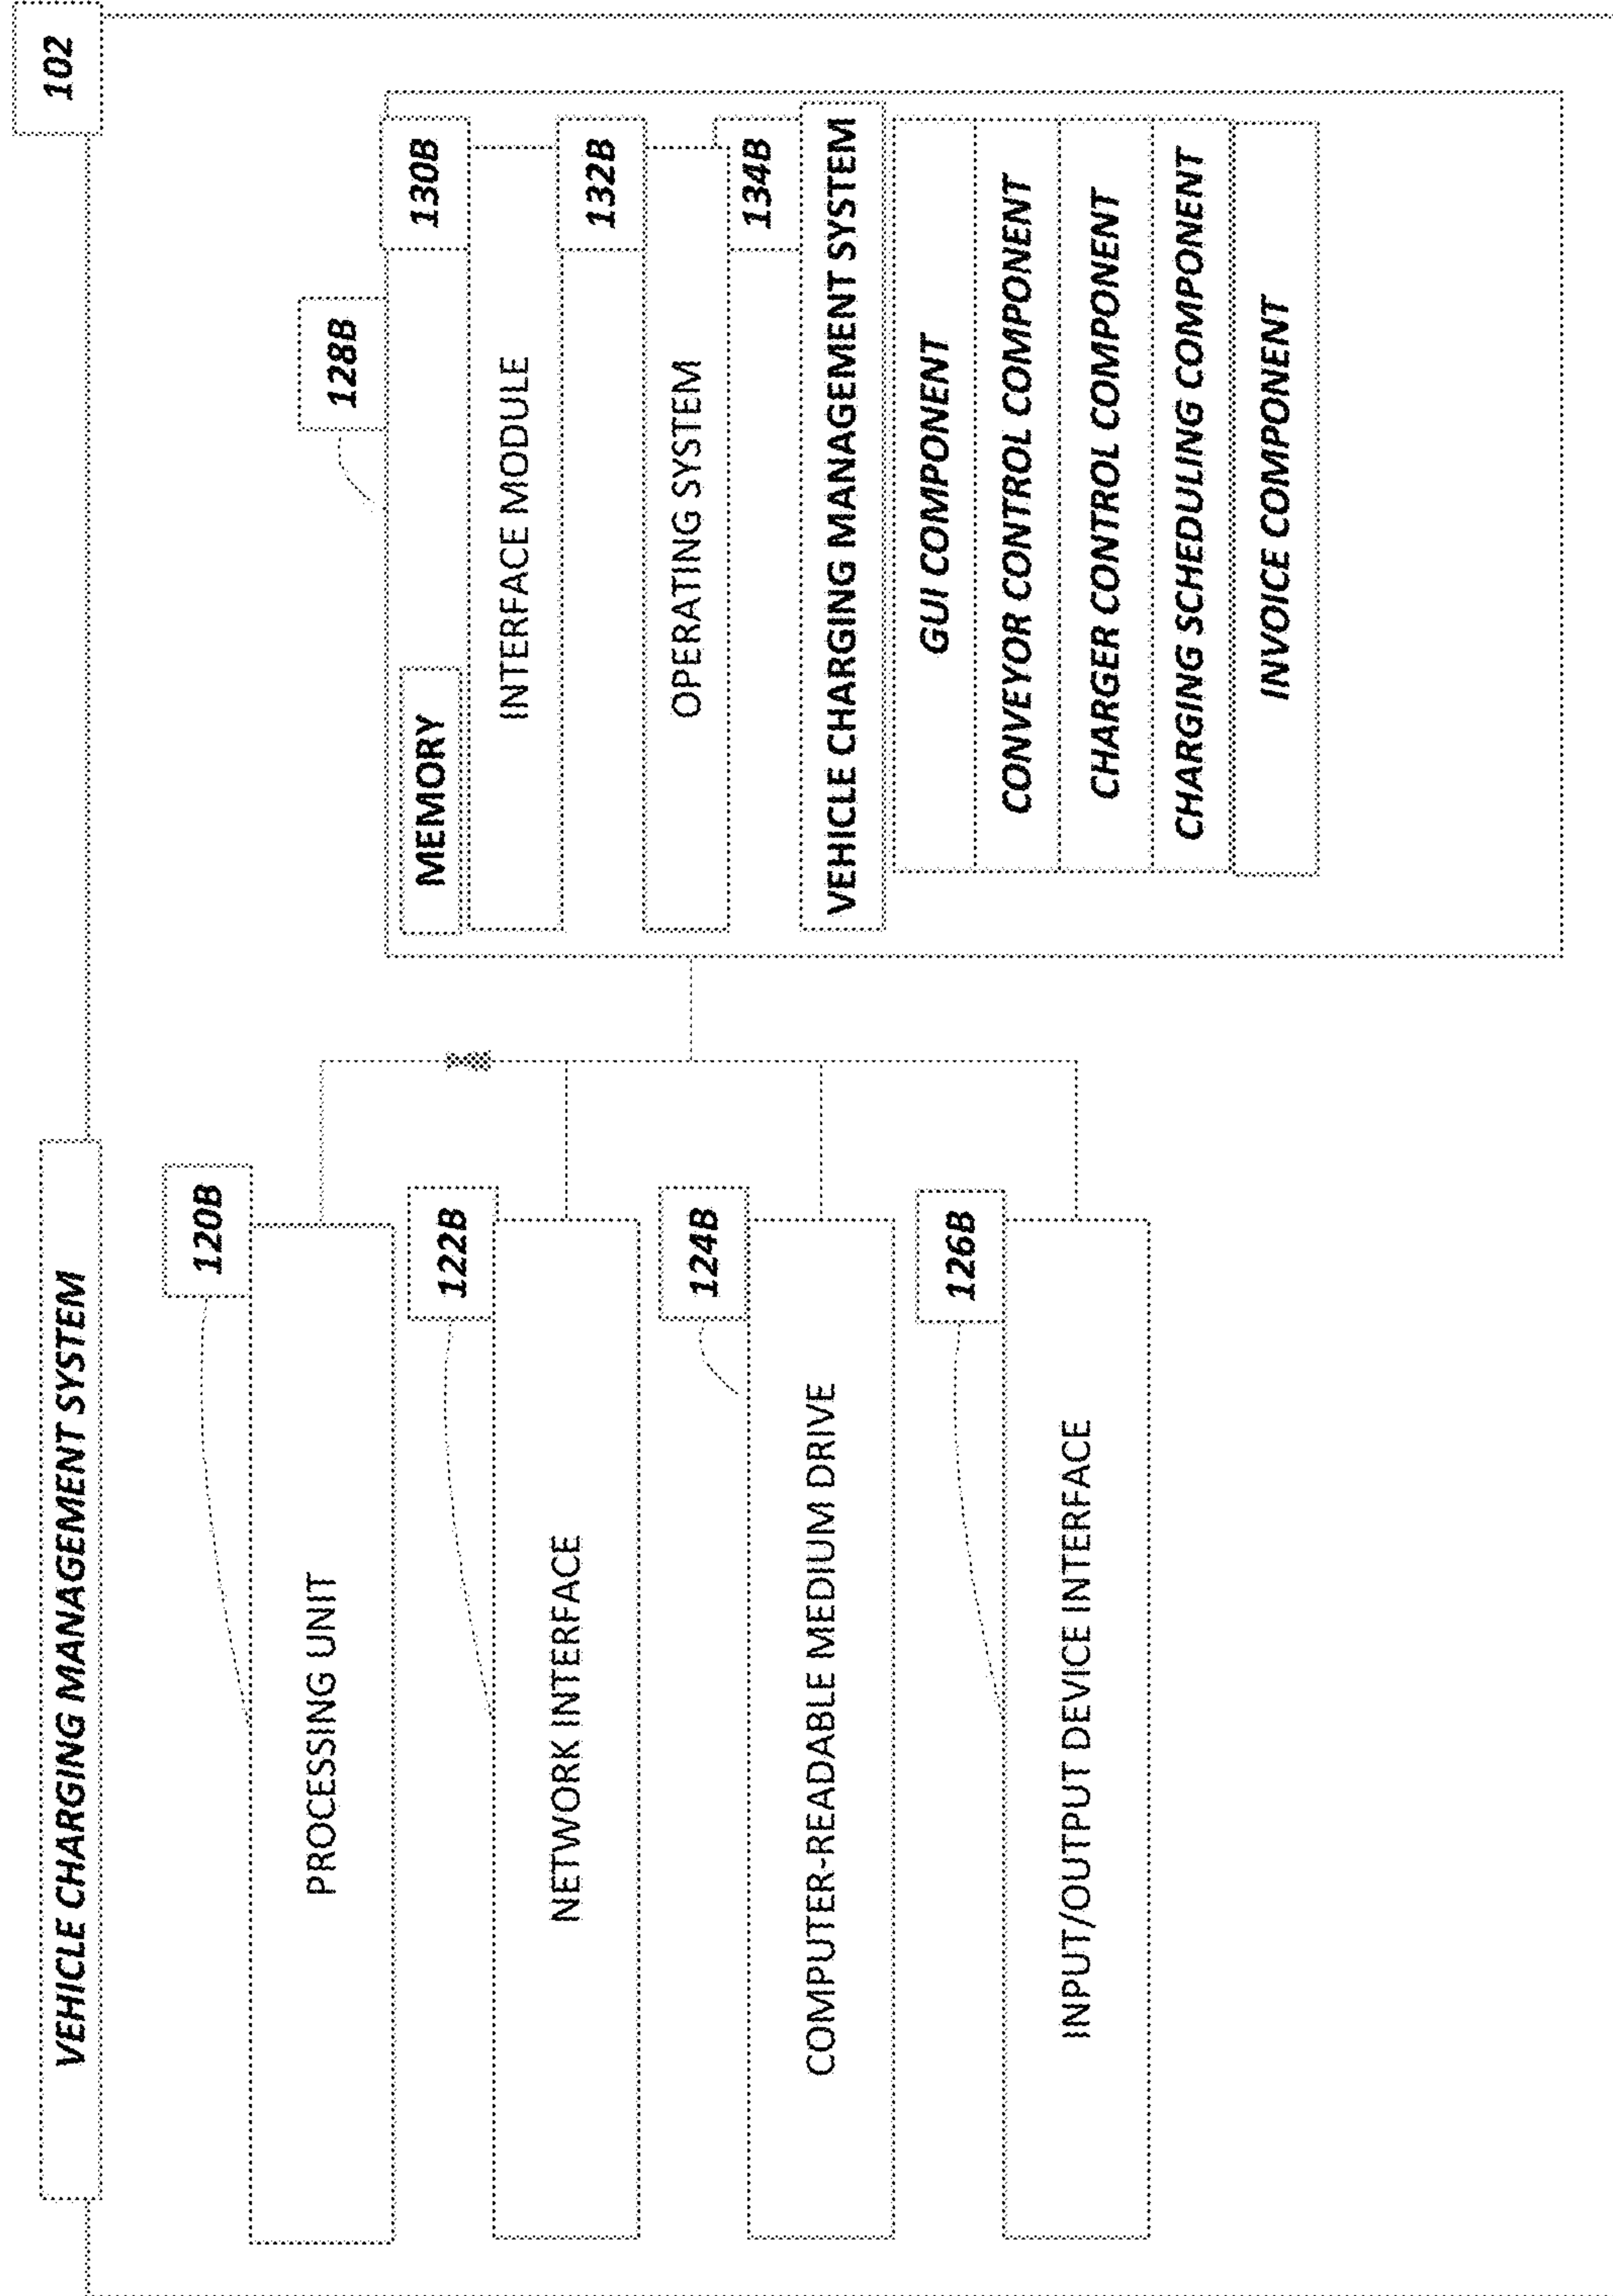 102
VEHICLE CHARGING MANAGEMENT SYSTEM
120B
PROCESSING UNIT
122B
NETWORK INTERFACE
124B
COMPUTER-READABLE MEDIUM DRIVE
126B
INPUT/OUTPUT DEVICE INTERFACE
128B
MEMORY
130B
INTERFACE MODULE
132B
OPERATING SYSTEM
134B
VEHICLE CHARGING MANAGEMENT SYSTEM
GUI COMPONENT
CONVEYOR CONTROL COMPONENT
CHARGER CONTROL COMPONENT
CHARGING SCHEDULING COMPONENT
INVOICE COMPONENT